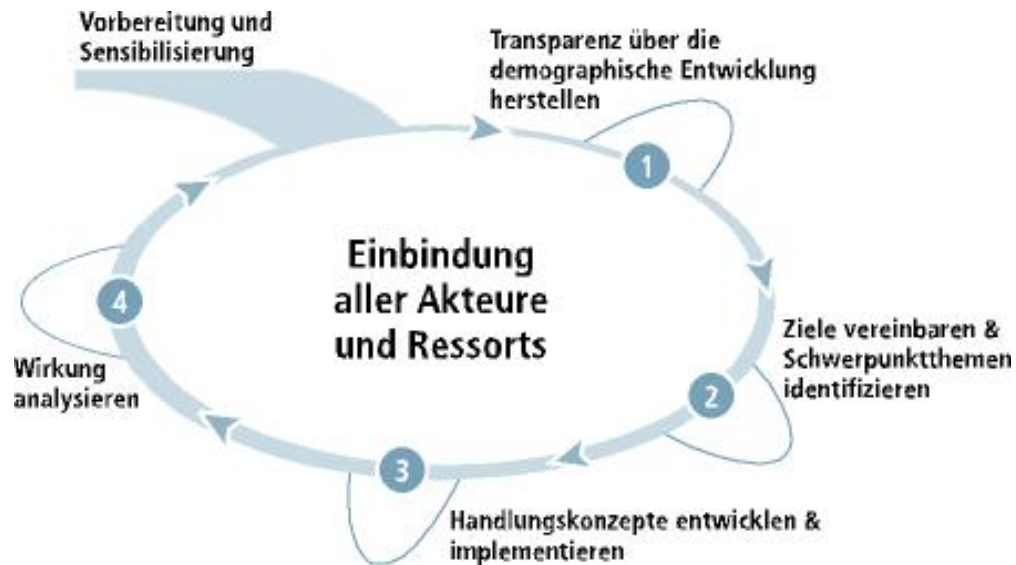 Vorbereitung und
Sensibilisierung
Transparenz über die
demographische Entwicklung
herstellen
1
Ziele vereinbaren &
Schwerpunktthemen
identifizieren
2
Handlungskonzepte entwickeln &
implementieren
3
Wirkung
analysieren
4
Einbindung
aller Akteure
und Ressorts